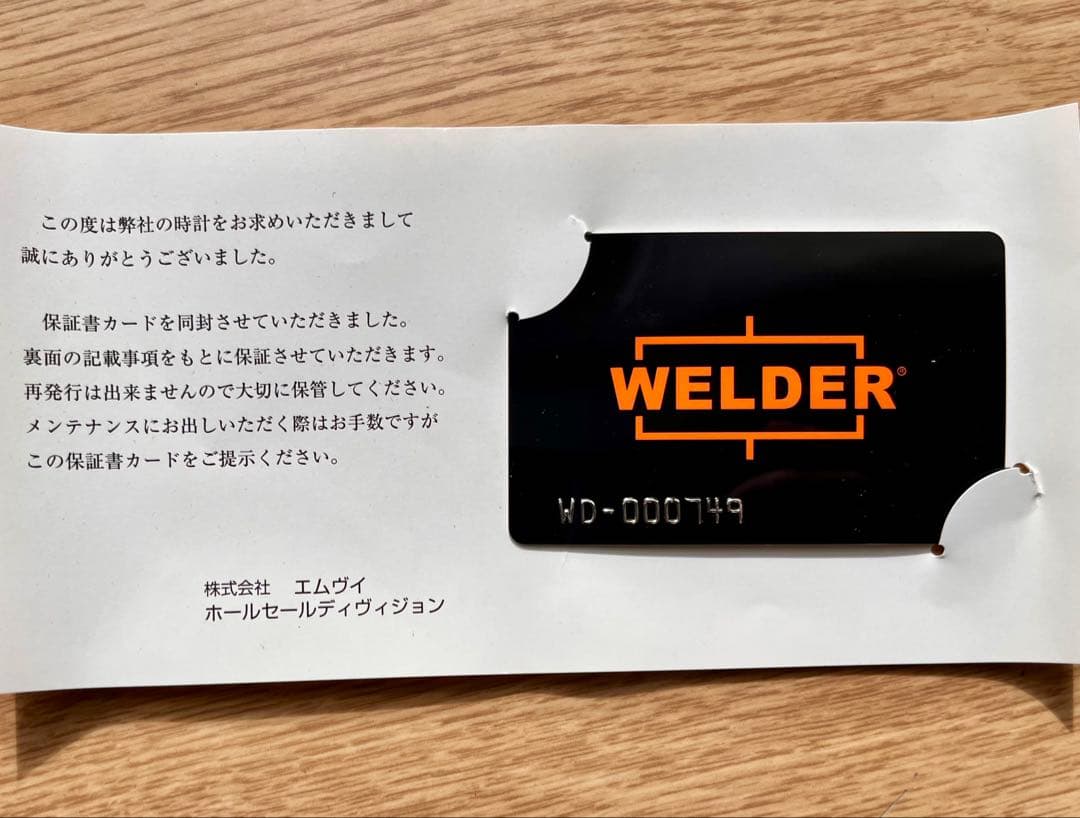 この度は弊社の時計をお求めいただきまして
誠にありがとうございました。
保証書カードを同封させていただきました。
裏面の記載事項をもとに保証させていただきます。
再発行は出来ませんので大切に保管してください。
メンテナンスにお出しいただく際はお手数ですが
この保証書カードをご提示ください。
株式会社　エムヴイ
ホールセールディヴィジョン
WELDER®
WD-000749